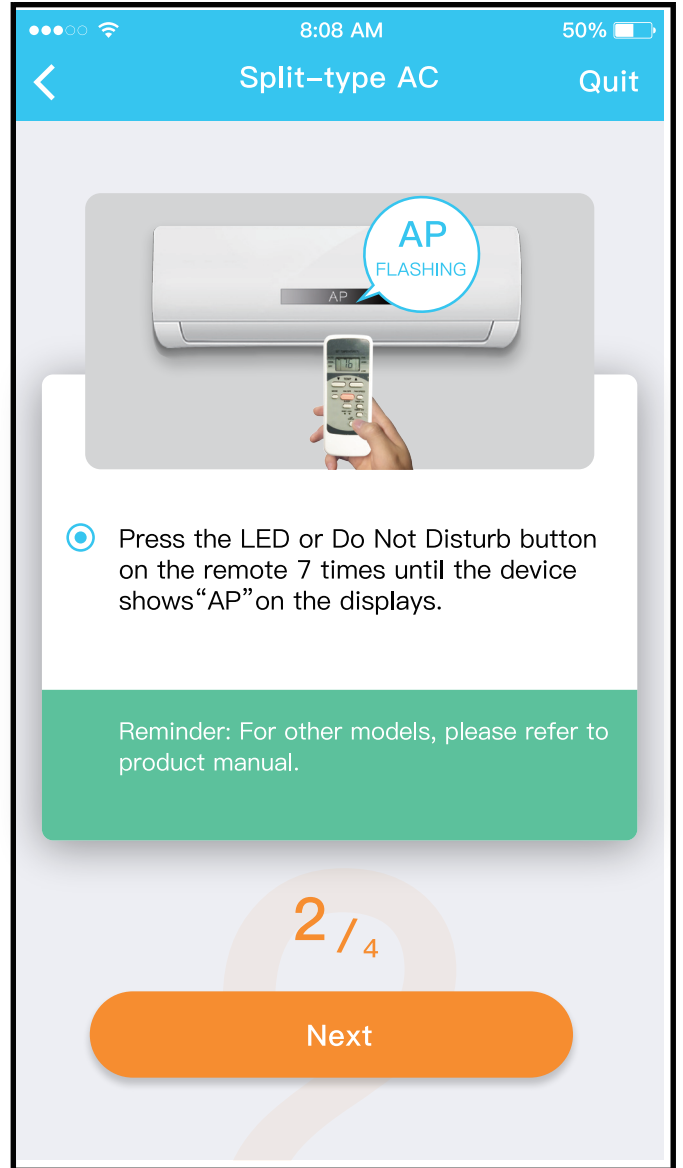 8:08 AM
50%
Split-type AC
Quit
AP
FLASHING
AP
76
Press the LED or Do Not Disturb button
on the remote 7 times until the device
shows“AP”on the displays.
Reminder: For other models, please refer to
product manual.
2/4
Next